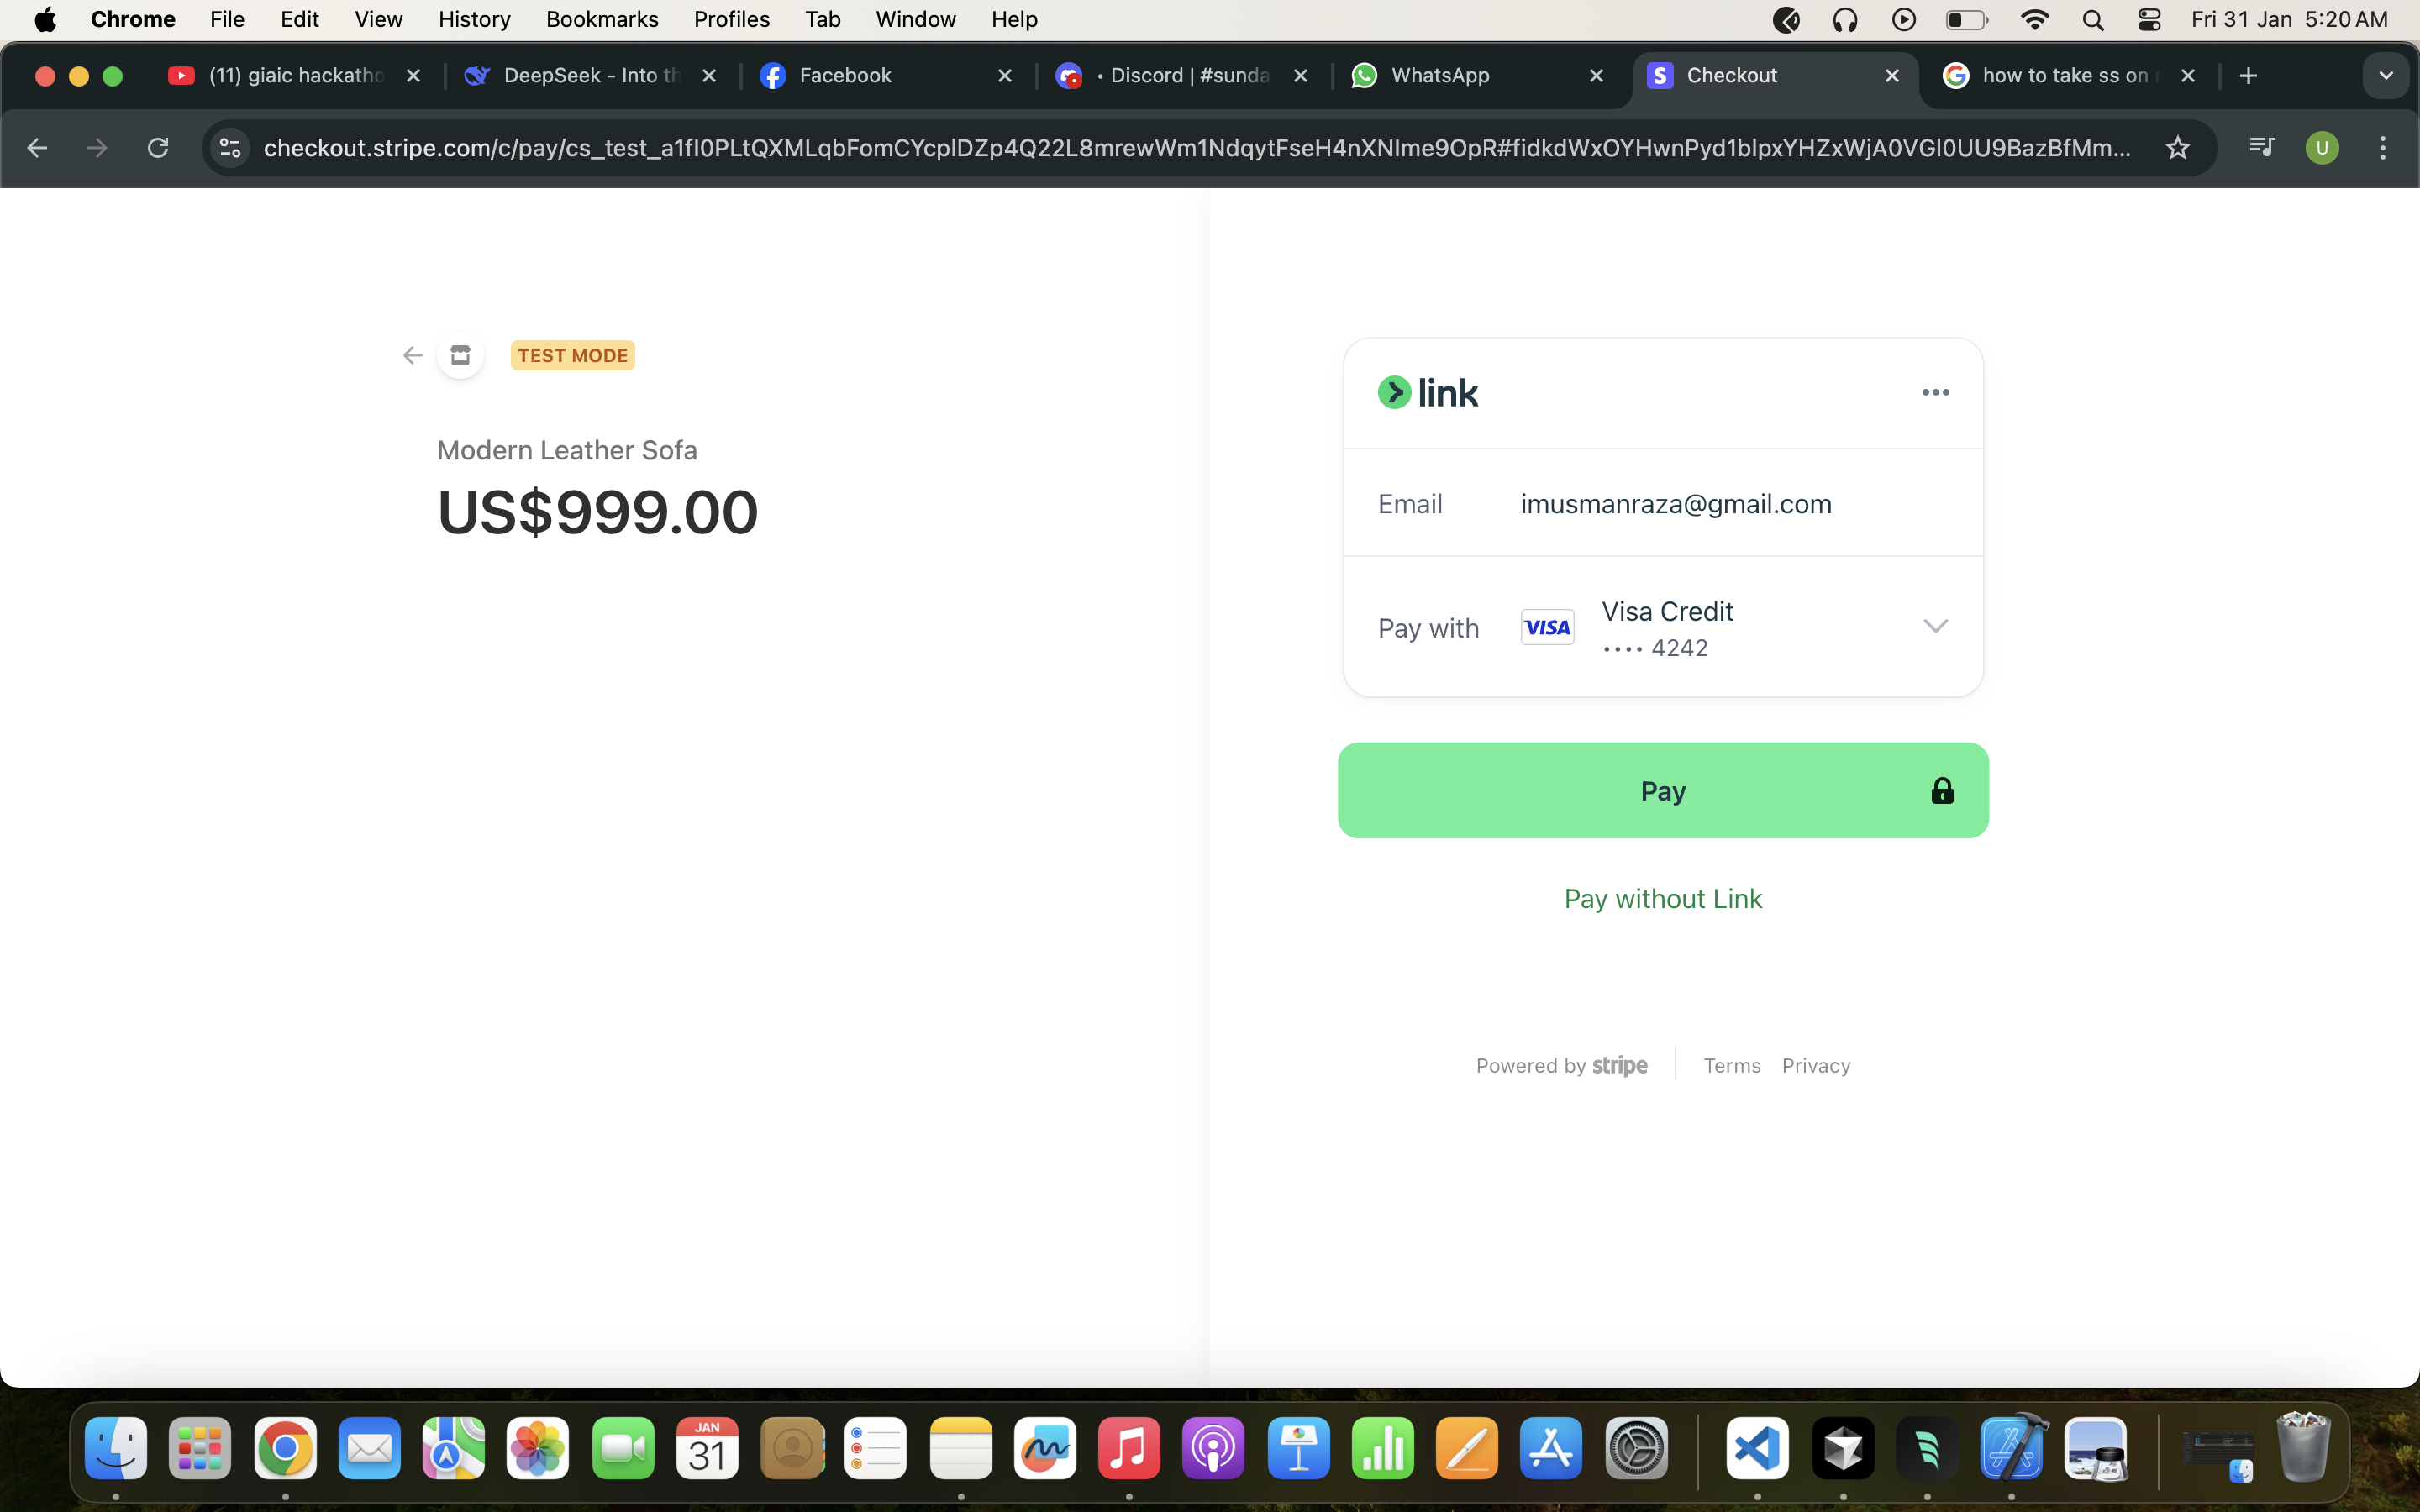 Chrome File Edit View History Bookmarks Profiles Tab Window Help Fri 31 Jan 5:20 AM
(11) giaic hackatho DeepSeek - Into th Facebook • Discord | #sunda WhatsApp Checkout how to take ss on
checkout.stripe.com/c/pay/cs_test_a1fI0PLtQXMLqbFomCYcplDZp4Q22L8mrewWm1NdqytFseH4nXNIme9OpR#fidkdWxOYHwnPyd1blpxYHZxWjA0VGl0UU9BazBfMm... U
TEST MODE
Modern Leather Sofa
US$999.00
link
Email imusmanraza@gmail.com
Pay with VISA Visa Credit
•••• 4242
Pay
Pay without Link
Powered by stripe Terms Privacy
JAN
31